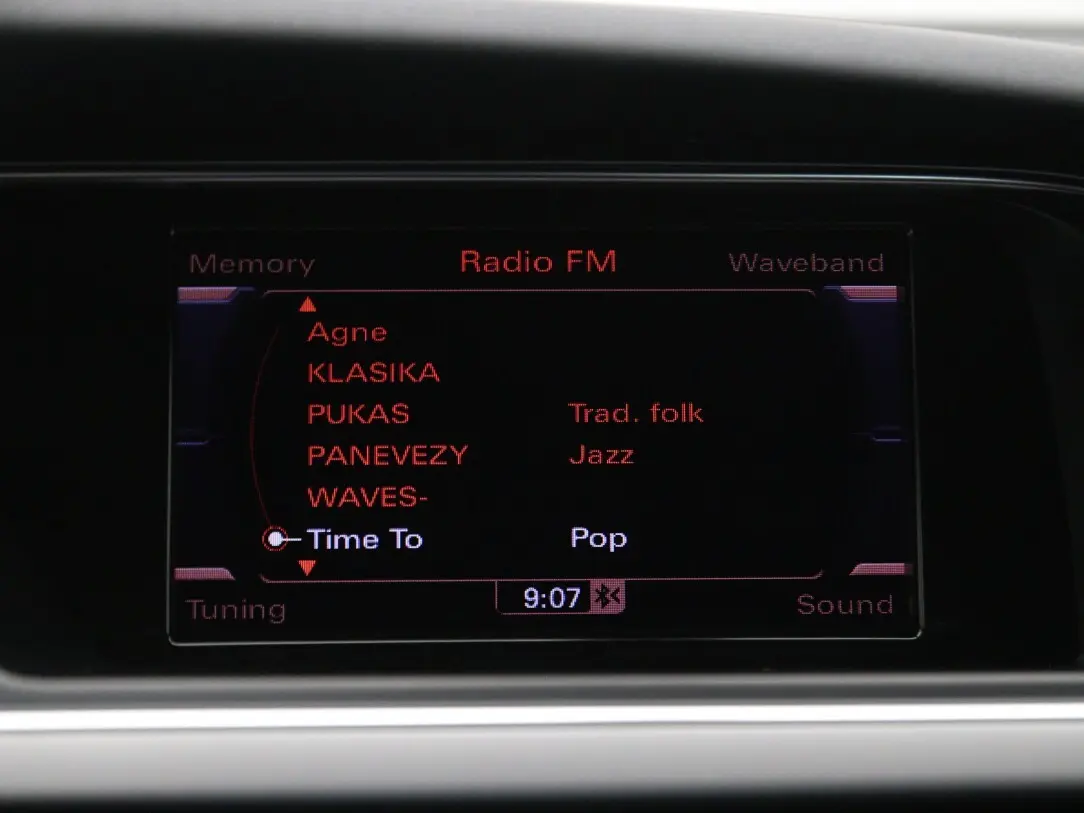 Memory Radio FM Waveband
Agne
KLASIKA
PUKAS Trad. folk
PANEVEZY Jazz
WAVES-
Time To Pop
9:07
Tuning Sound